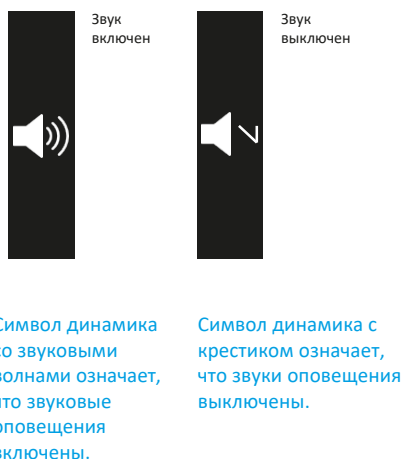 Звук
включен
Звук
выключен
Символ динамика
со звуковыми
волнами означает,
что звуковые
оповещения
включены.
Символ динамика с
крестиком означает,
что звуки оповещения
выключены.